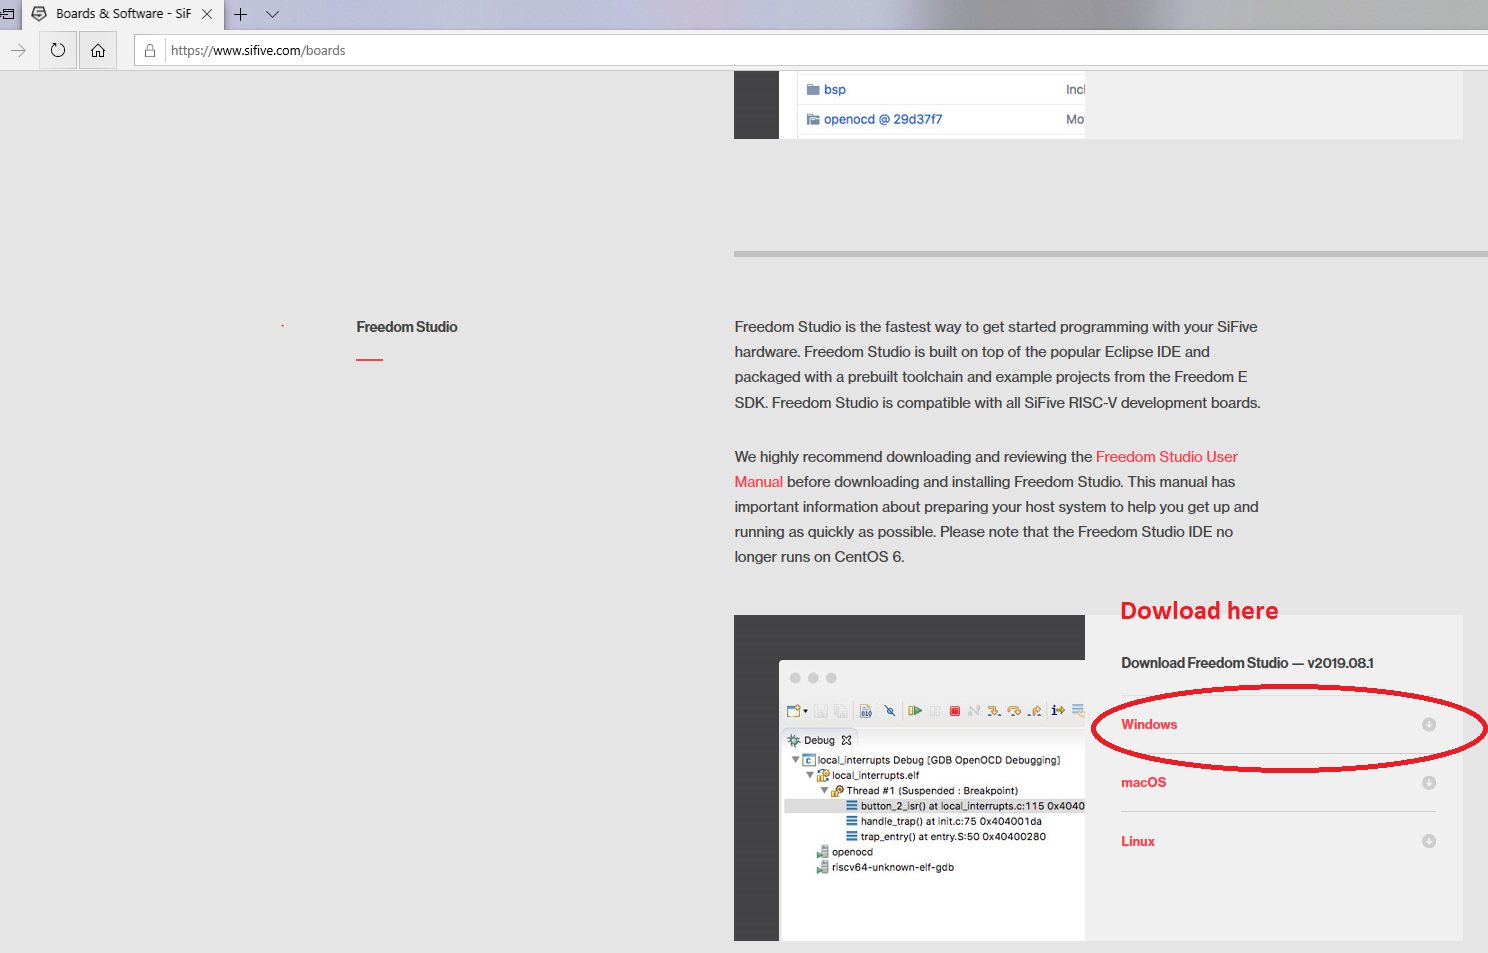 Boards & Software - SiF
https://www.sifive.com/boards
bsp
Incl
openocd @ 29d37f7
Mo
Freedom Studio
Freedom Studio is the fastest way to get started programming with your SiFive
hardware. Freedom Studio is built on top of the popular Eclipse IDE and
packaged with a prebuilt toolchain and example projects from the Freedom E
SDK. Freedom Studio is compatible with all SiFive RISC-V development boards.
We highly recommend downloading and reviewing the Freedom Studio User
Manual before downloading and installing Freedom Studio. This manual has
important information about preparing your host system to help you get up and
running as quickly as possible. Please note that the Freedom Studio IDE no
longer runs on CentOS 6.
Dowload here
Download Freedom Studio — v2019.08.1
Windows
macOS
Linux
Debug
local_interrupts Debug [GDB OpenOCD Debugging]
local_interrupts.elf
Thread #1 (Suspended : Breakpoint)
button_2_isr() at local_interrupts.c:115 0x4040
handle_trap() at init.c:75 0x404001da
trap_entry() at entry.S:50 0x40400280
openocd
riscv64-unknown-elf-gdb